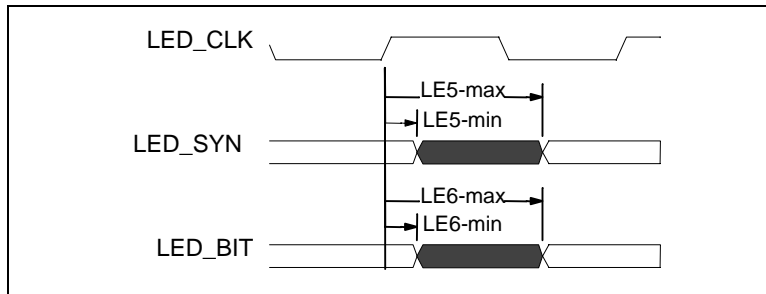 LED_CLK
LE5-max
LE5-min
LED_SYN
LE6-max
LE6-min
LED_BIT